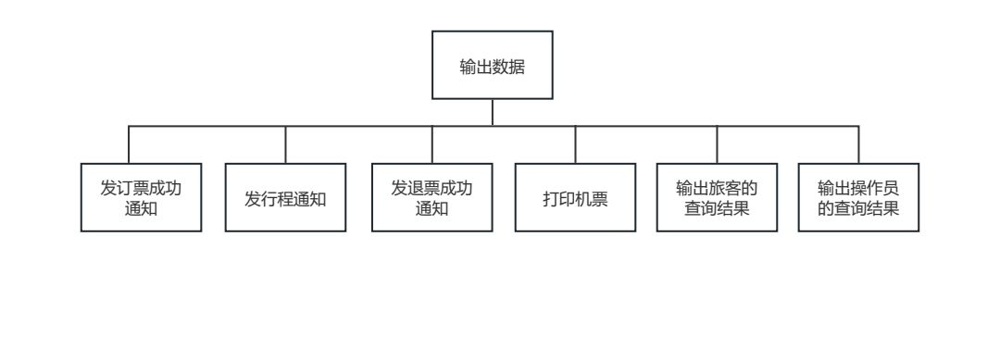 输出数据
发订票成功
通知
发行程通知
发退票成功
通知
打印机票
输出旅客的
查询结果
输出操作员
的查询结果